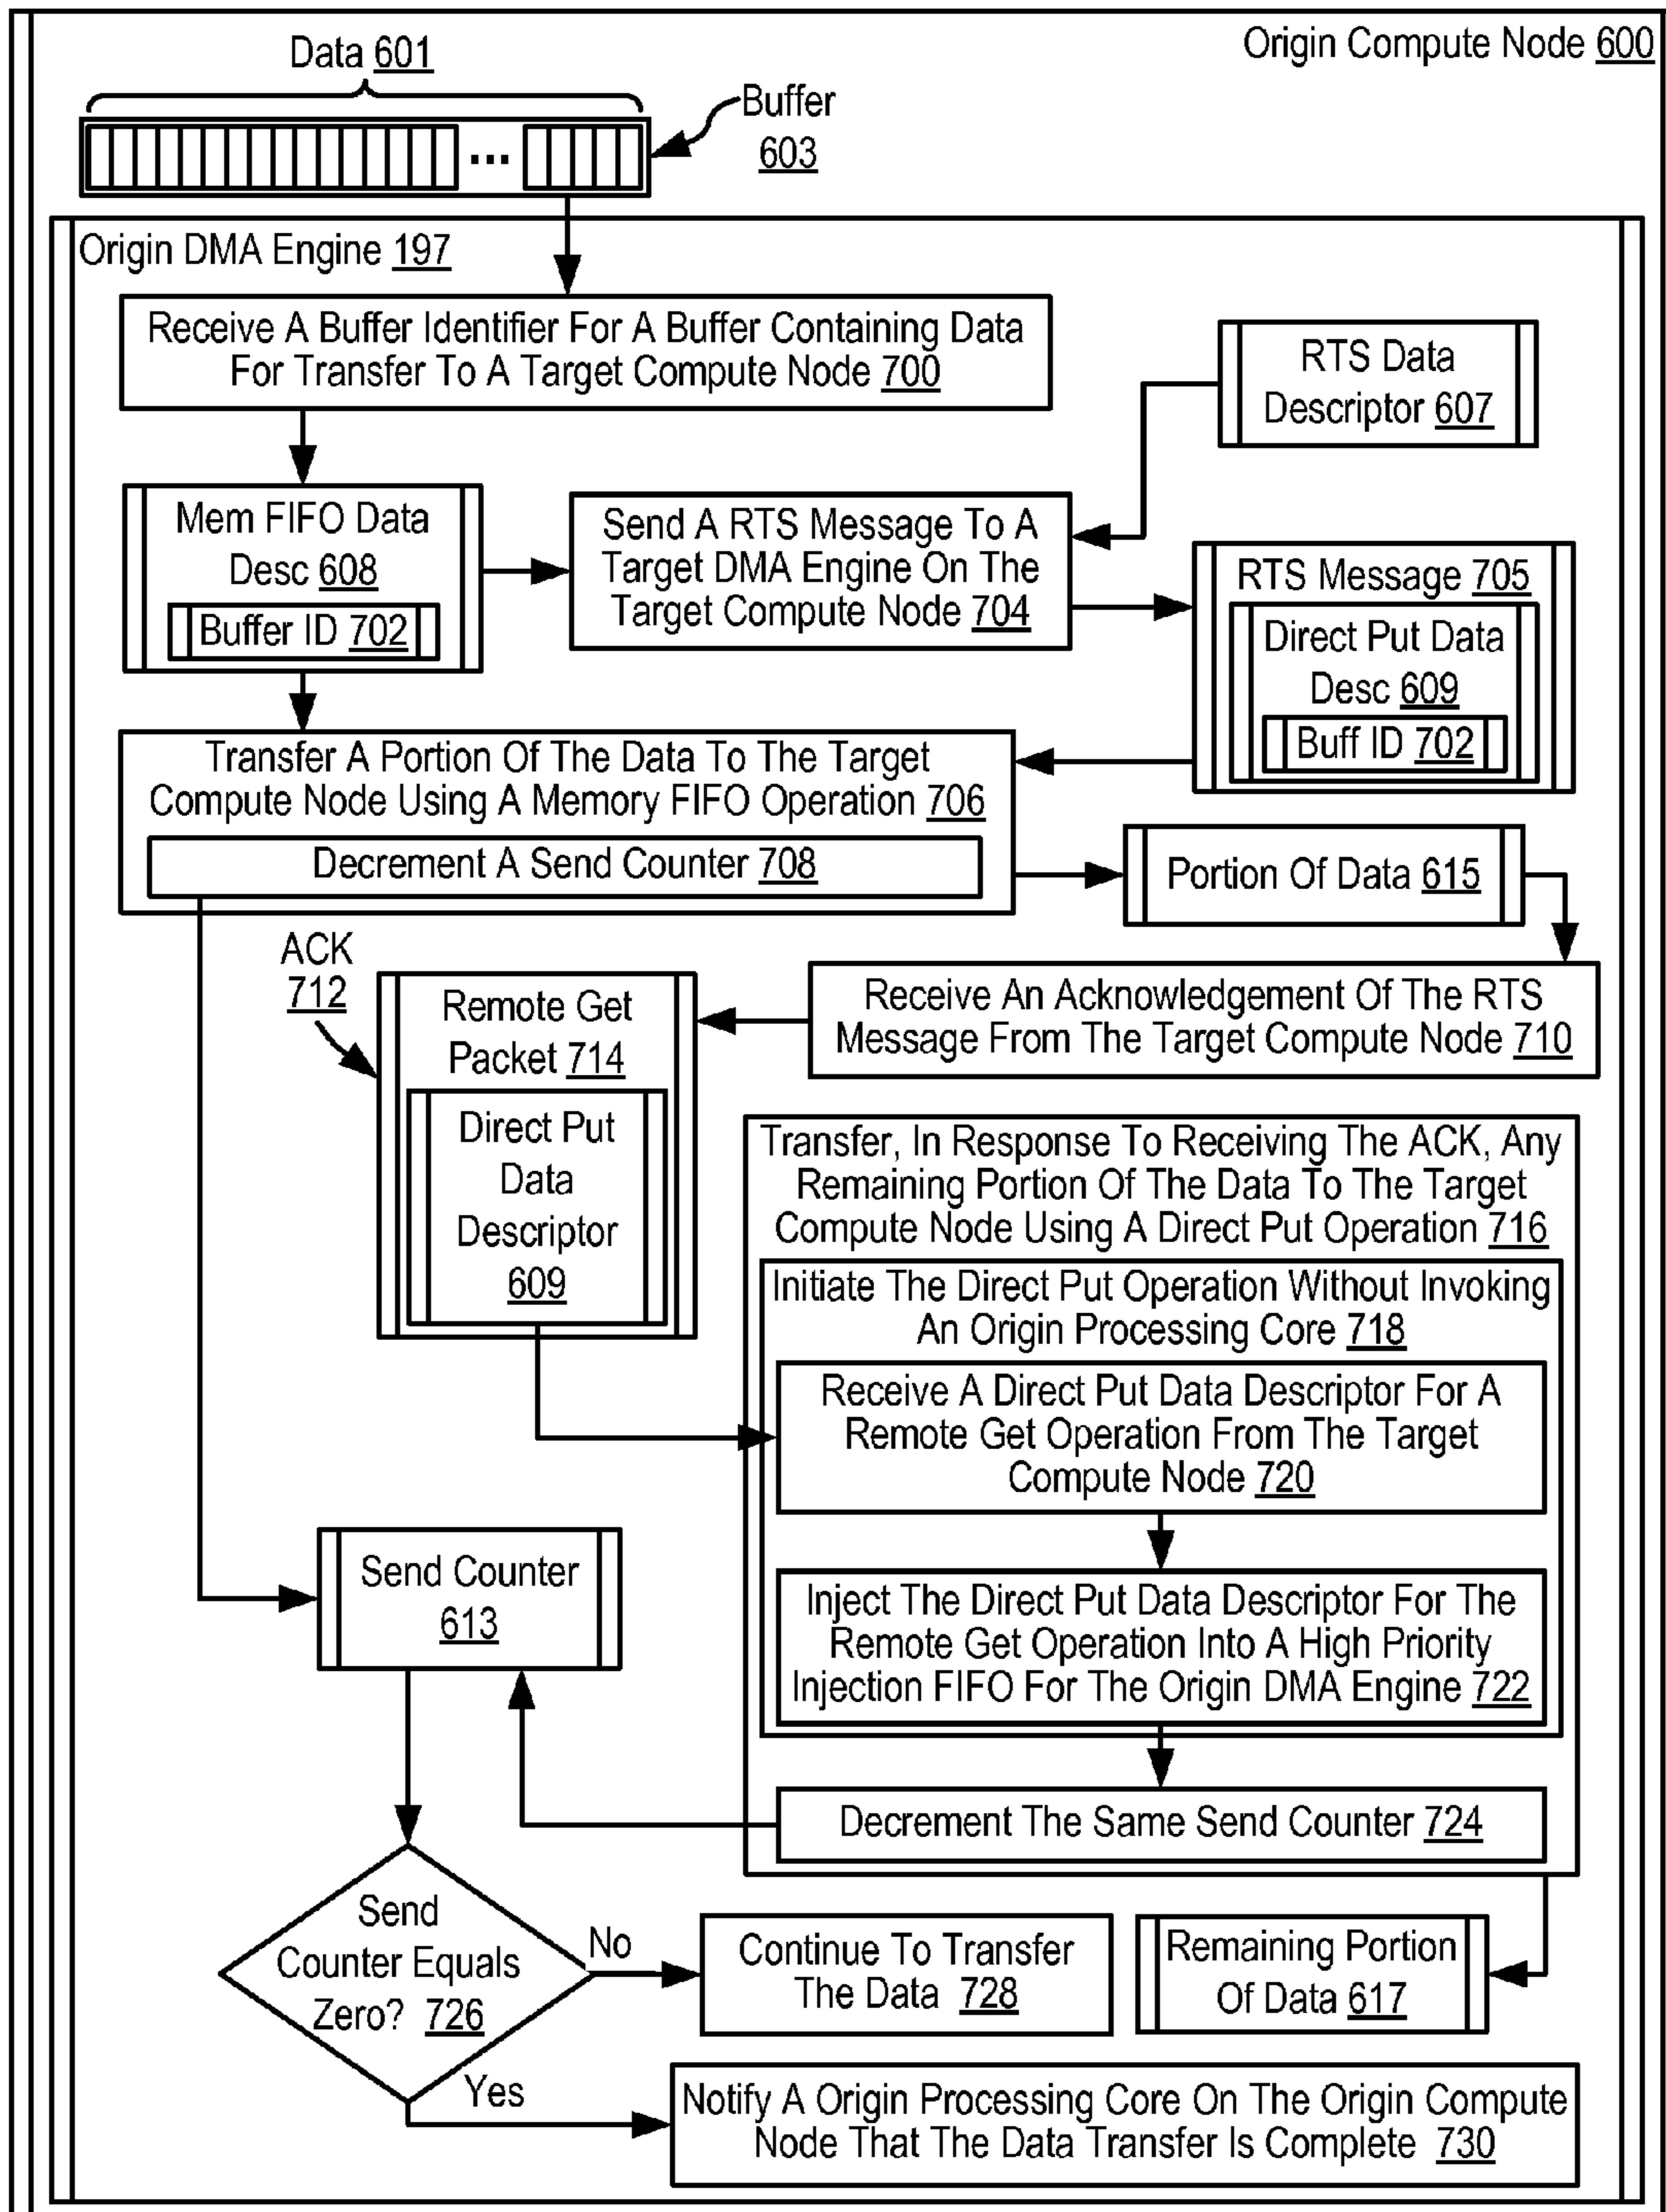 Origin Compute Node 600
Data 601
Buffer
603
...
Origin DMA Engine 197
Receive A Buffer Identifier For A Buffer Containing Data
For Transfer To A Target Compute Node 700
RTS Data
Descriptor 607
Mem FIFO Data
Desc 608
Buffer ID 702
Send A RTS Message To A
Target DMA Engine On The
Target Compute Node 704
RTS Message 705
Direct Put Data
Desc 609
Buff ID 702
Transfer A Portion Of The Data To The Target
Compute Node Using A Memory FIFO Operation 706
Decrement A Send Counter 708
Portion Of Data 615
ACK
712
Remote Get
Packet 714
Direct Put
Data
Descriptor
609
Receive An Acknowledgement Of The RTS
Message From The Target Compute Node 710
Transfer, In Response To Receiving The ACK, Any
Remaining Portion Of The Data To The Target
Compute Node Using A Direct Put Operation 716
Initiate The Direct Put Operation Without Invoking
An Origin Processing Core 718
Receive A Direct Put Data Descriptor For A
Remote Get Operation From The Target
Compute Node 720
Inject The Direct Put Data Descriptor For The
Remote Get Operation Into A High Priority
Injection FIFO For The Origin DMA Engine 722
Decrement The Same Send Counter 724
Send Counter
613
Send
Counter Equals
Zero? 726
No
Continue To Transfer
The Data 728
Remaining Portion
Of Data 617
Yes
Notify A Origin Processing Core On The Origin Compute
Node That The Data Transfer Is Complete 730